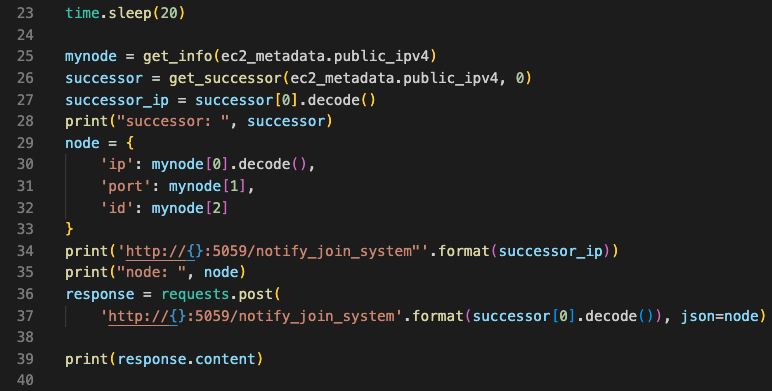 23 time.sleep(20)
24
25 mynode = get_info(ec2_metadata.public_ipv4)
26 successor = get_successor(ec2_metadata.public_ipv4, 0)
27 successor_ip = successor[0].decode()
28 print("successor: ", successor)
29 node = {
30     'ip': mynode[0].decode(),
31     'port': mynode[1],
32     'id': mynode[2]
33 }
34 print('http://{}:5059/notify_join_system"'.format(successor_ip))
35 print("node: ", node)
36 response = requests.post(
37     'http://{}:5059/notify_join_system'.format(successor[0].decode()), json=node)
38
39 print(response.content)
40